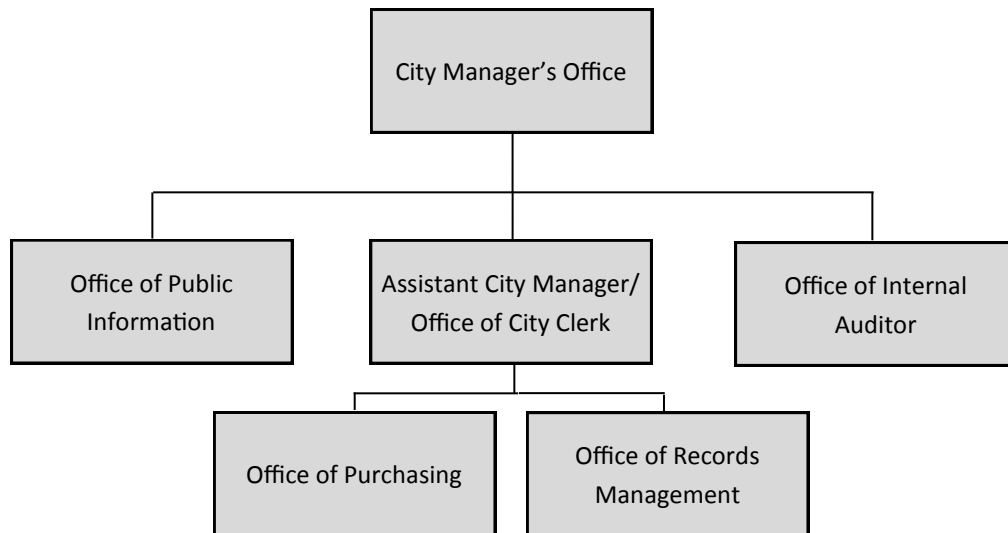 City Manager’s Office
Office of Public
Information
Assistant City Manager/
Office of City Clerk
Office of Internal
Auditor
Office of Purchasing
Office of Records
Management